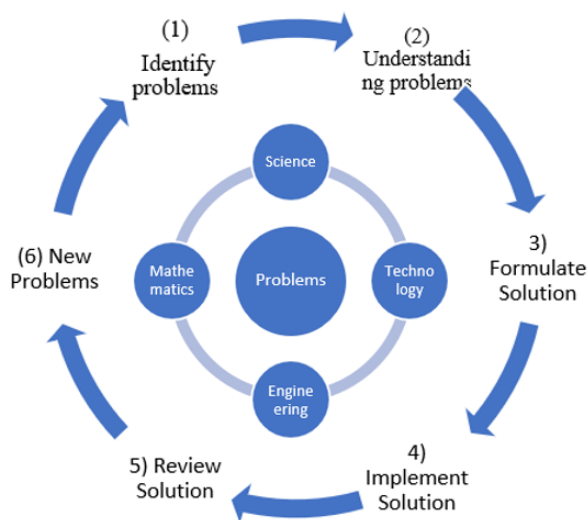 (1)
Identify
problems
(2)
Understandi
ng problems
3)
Formulate
Solution
4)
Implement
Solution
5) Review
Solution
(6) New
Problems
Science
Techno
logy
Engine
ering
Mathe
matics
Problems